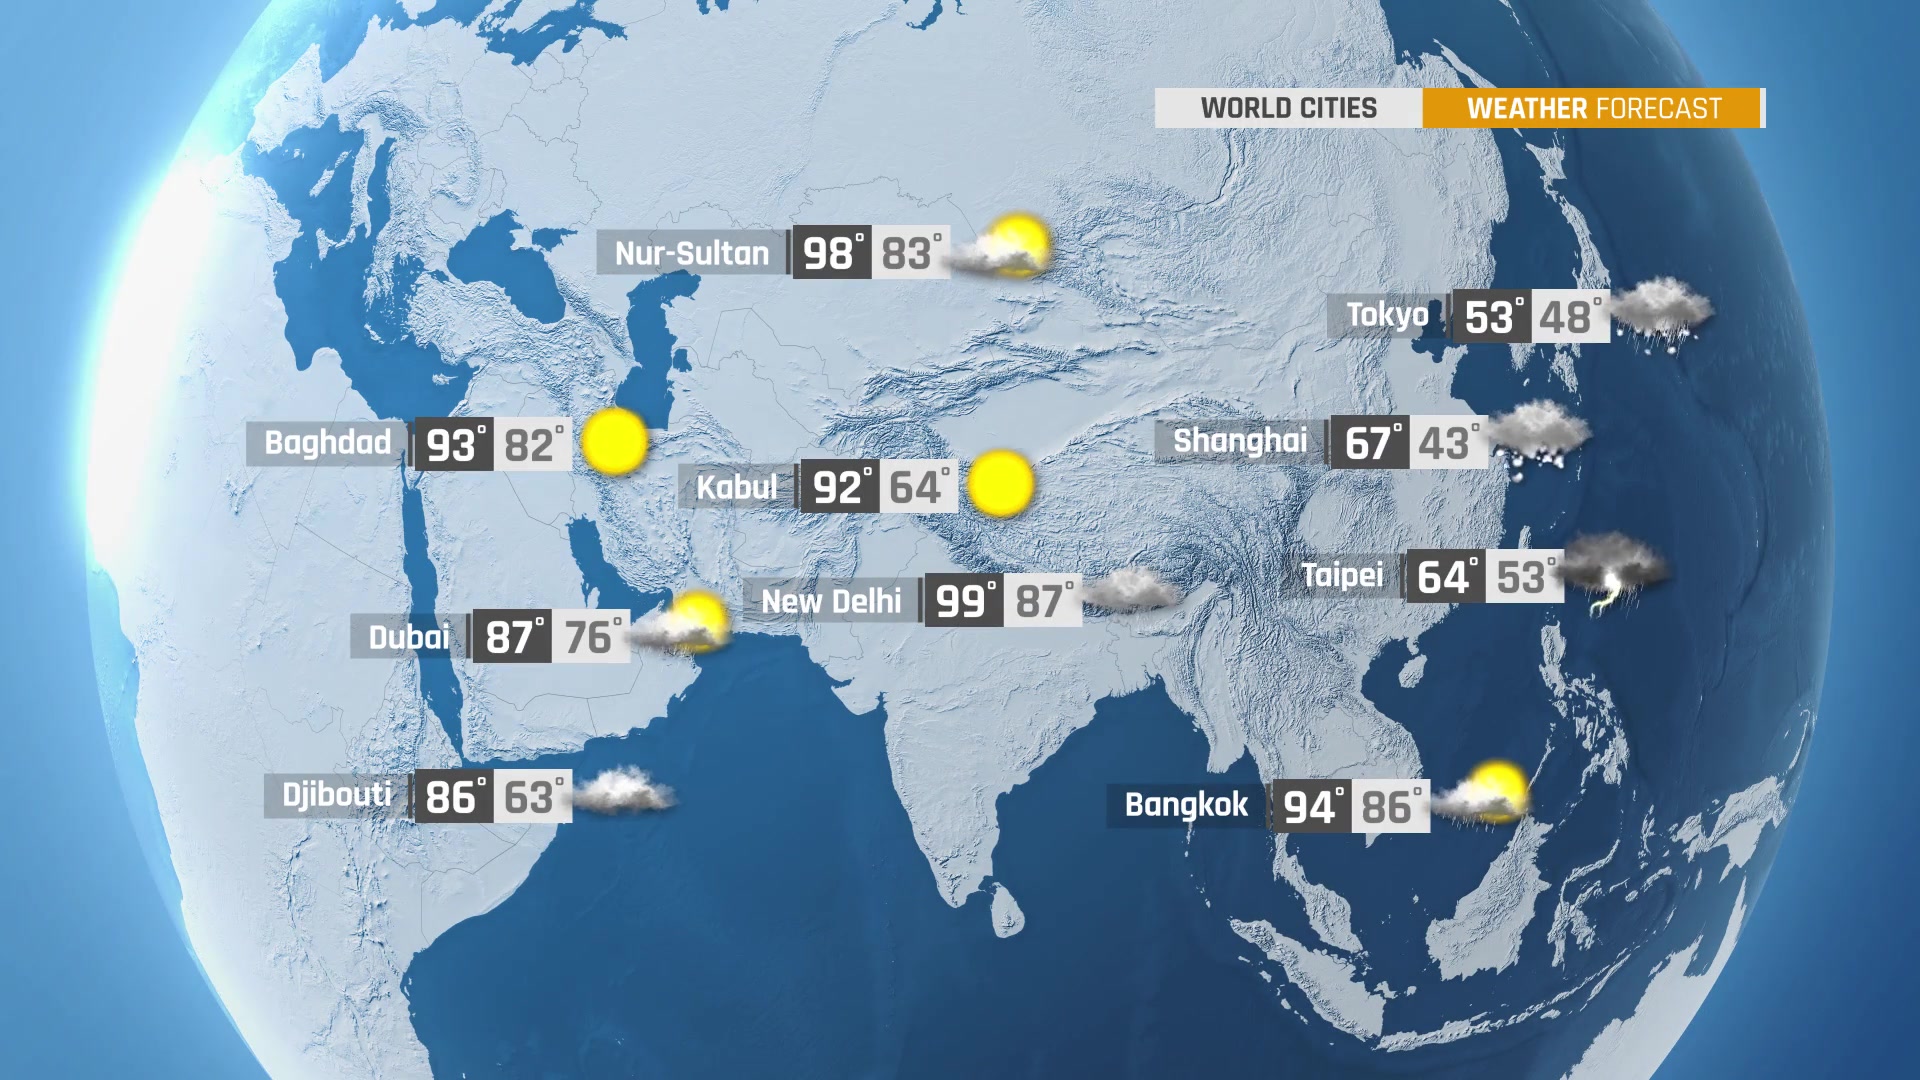 WORLD CITIES WEATHER FORECAST
Nur-Sultan 98° 83°
Tokyo 53° 48°
Baghdad 93° 82°
Shanghai 67° 43°
Kabul 92° 64°
Taipei 64° 53°
New Delhi 99° 87°
Dubai 87° 76°
Djibouti 86° 63°
Bangkok 94° 86°